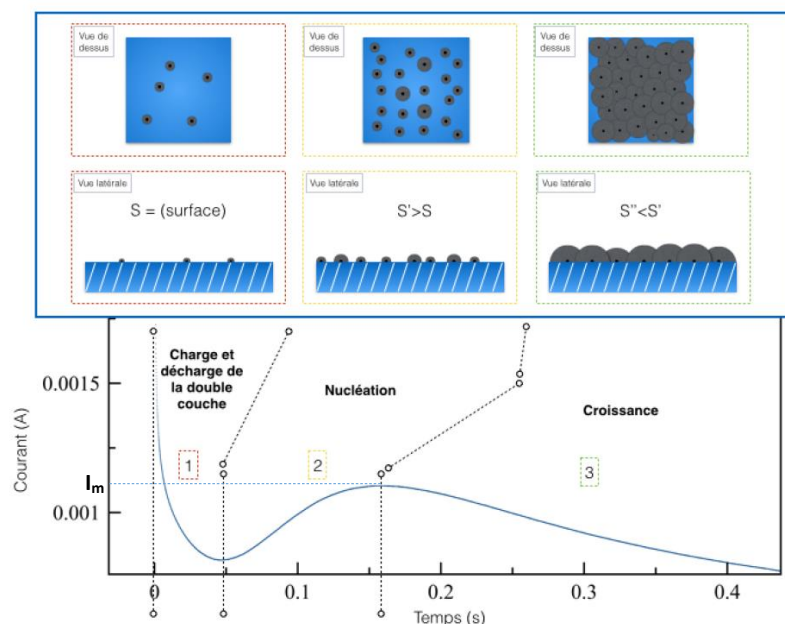 Vue de
dessus
Vue de
dessus
Vue de
dessus
Vue latérale
Vue latérale
Vue latérale
S = (surface)
S'>S
S"<S'
Charge et
décharge de
la double
couche
Nucléation
Croissance
0.0015
Courant (A)
1
2
3
Im
0.001
0
0.1
0.2
0.3
0.4
Temps (s)